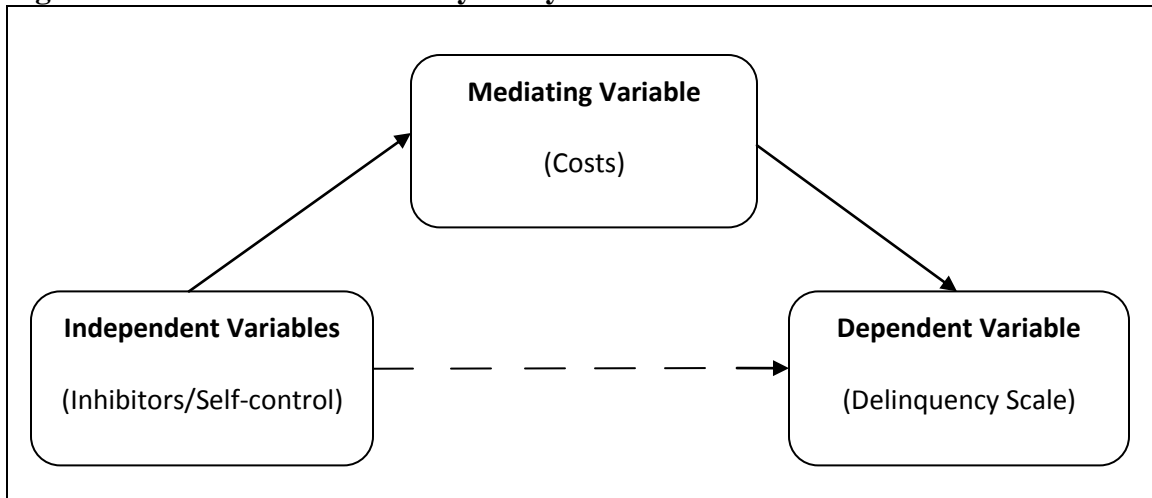 Mediating Variable
(Costs)
Independent Variables
(Inhibitors/Self-control)
Dependent Variable
(Delinquency Scale)